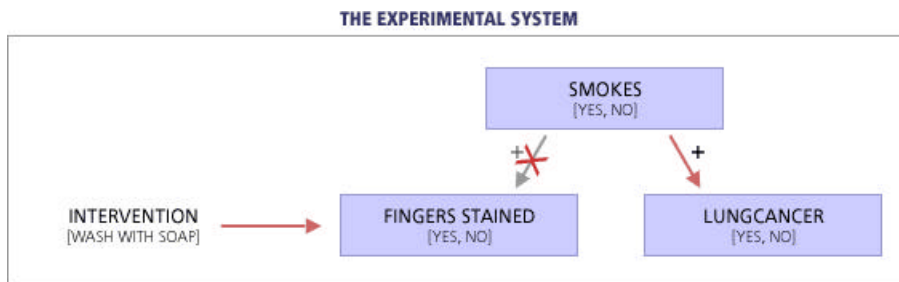 THE EXPERIMENTAL SYSTEM
SMOKES
[YES, NO]
+
+
INTERVENTION
[WASH WITH SOAP]
FINGERS STAINED
[YES, NO]
LUNGCANCER
[YES, NO]